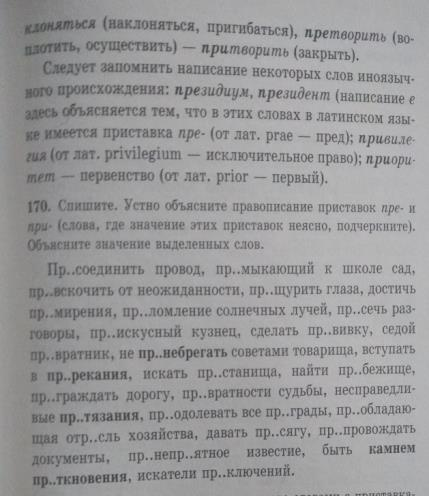 клоняться (наклоняться, пригибаться), претворить (во-
плотить, осуществить) — притворить (закрыть).
Следует запомнить написание некоторых слов иноязыч-
ного происхождения: президиум, президент (написание е
здесь объясняется тем, что в этих словах в латинском язы-
ке имеется приставка пре- (от лат. prae — пред); привиле-
гия (от лат. privilegium — исключительное право); приори-
тет — первенство (от лат. prior — первый).
170. Спишите. Устно объясните правописание приставок пре- и
при- (слова, где значение этих приставок неясно, подчеркните).
Объясните значение выделенных слов.
Пр..соединить провод, пр..мыкающий к школе сад,
пр..вскочить от неожиданности, пр..щурить глаза, достичь
пр..мирения, пр..ломление солнечных лучей, пр..сечь раз-
говоры, пр..искусный кузнец, сделать пр..вивку, седой
пр..вратник, не пр..небрегать советами товарища, вступать
в пр..рекания, искать пр..станища, найти пр..бежище,
пр..граждать дорогу, пр..вратности судьбы, несправедли-
вые пр..тязания, пр..одолевать все пр..грады, пр..обладаю-
щая отр..сль хозяйства, давать пр..сягу, пр..провождать
документы, пр..непр..ятное известие, быть камнем
пр..ткновения, искатели пр..ключений.